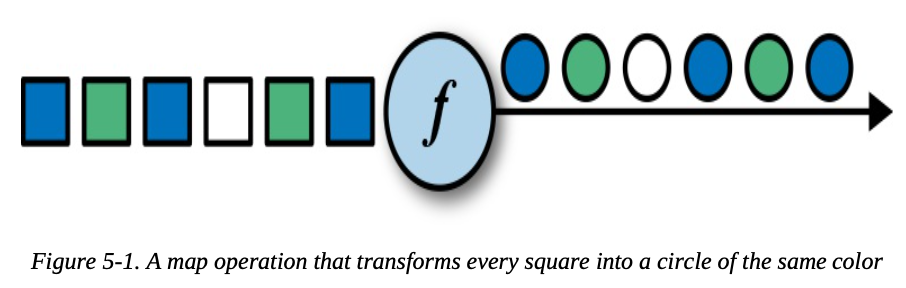 f
Figure 5-1. A map operation that transforms every square into a circle of the same color